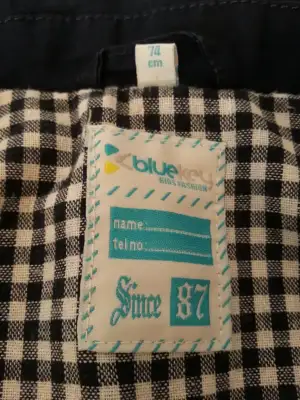 74
cm
bluekey
KIDS FASHION
name:
tel no:
Since 87